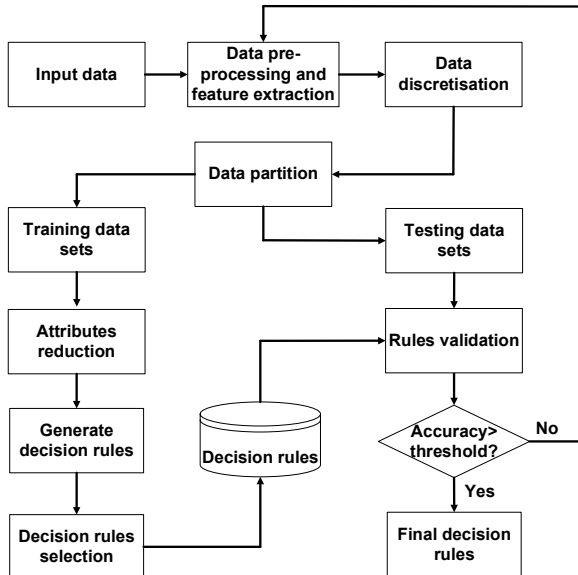 Input data
Data pre-
processing and
feature extraction
Data
discretisation
Data partition
Training data
sets
Testing data
sets
Attributes
reduction
Rules validation
Generate
decision rules
Decision rules
Accuracy>
threshold?
No
Yes
Decision rules
selection
Final decision
rules